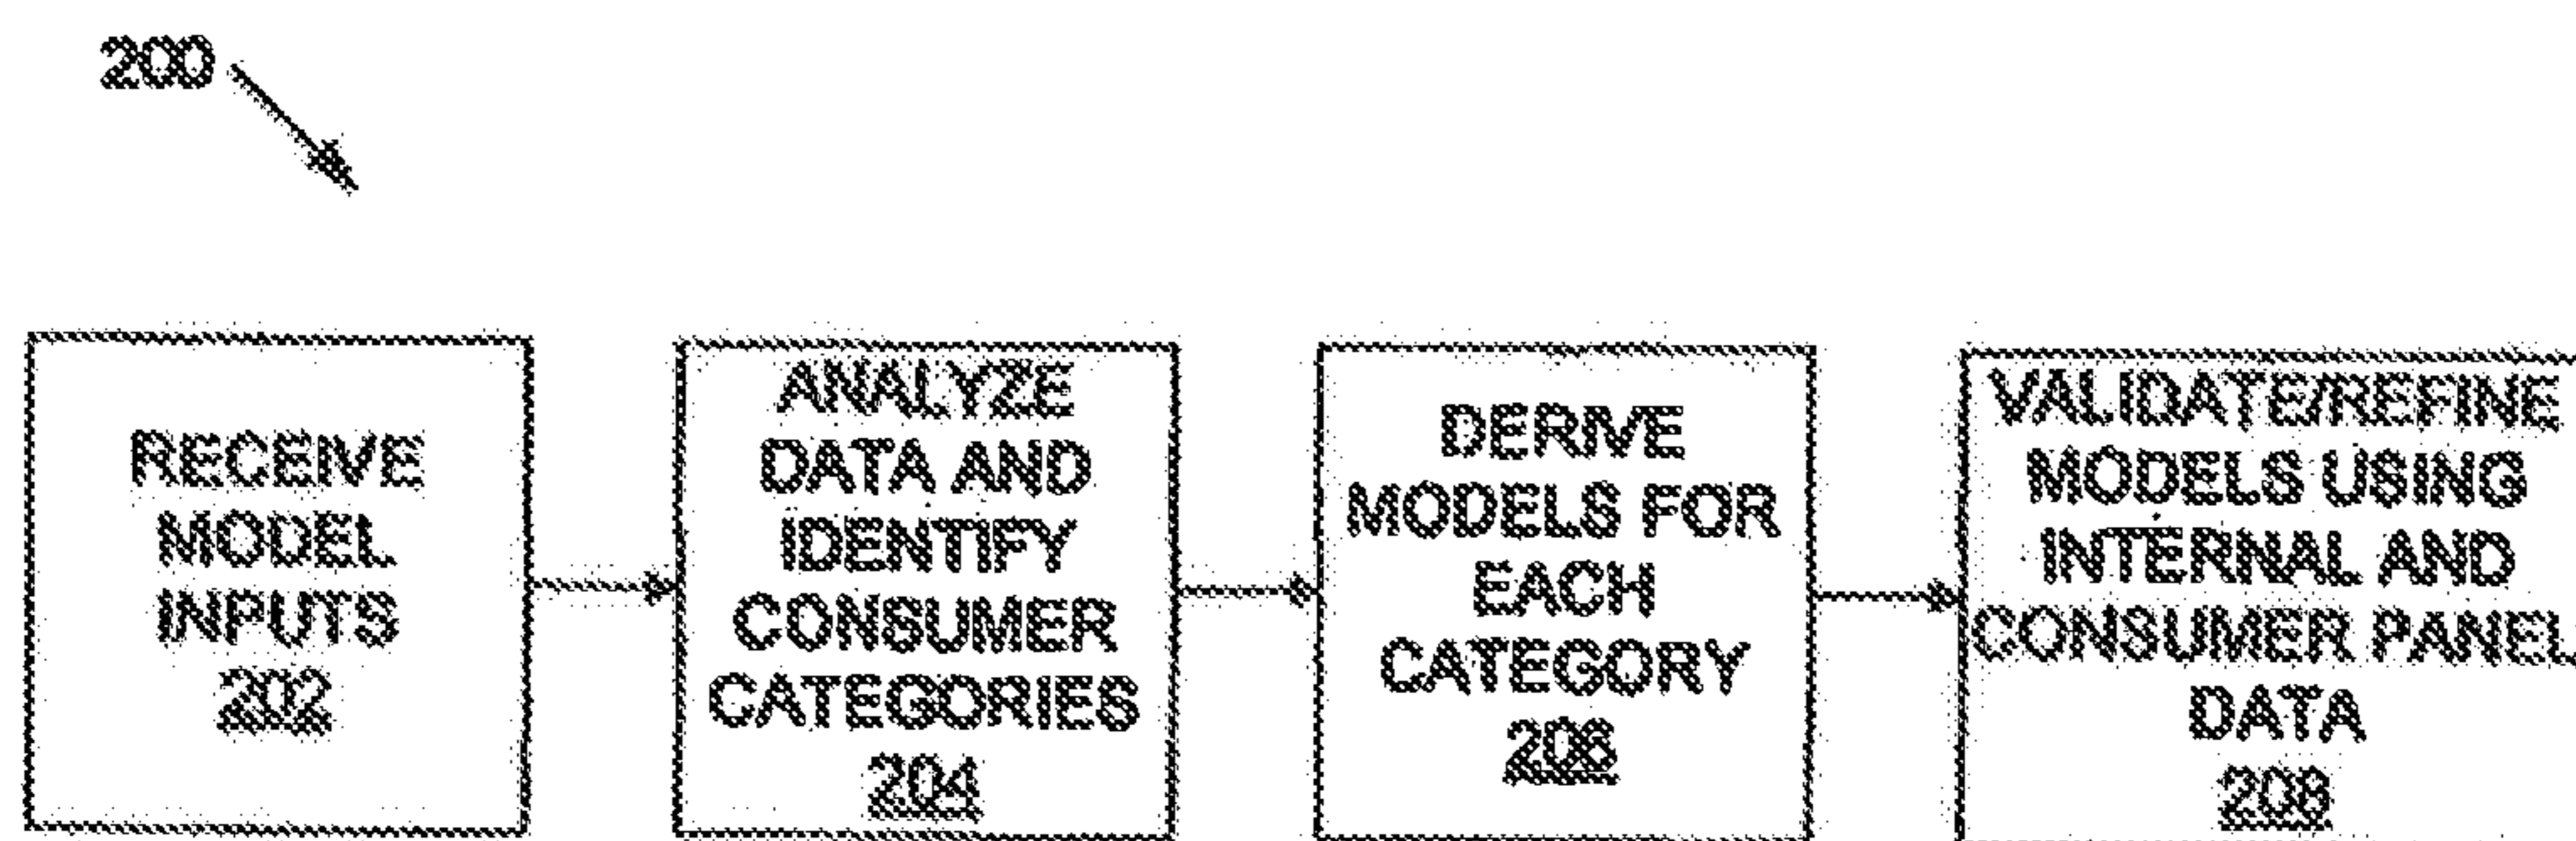 200
RECEIVE
MODEL
INPUTS
202
ANALYZE
DATA AND
IDENTIFY
CONSUMER
CATEGORIES
204
DERIVE
MODELS FOR
EACH
CATEGORY
206
VALIDATE/REFINE
MODELS USING
INTERNAL AND
CONSUMER PANEL
DATA
208